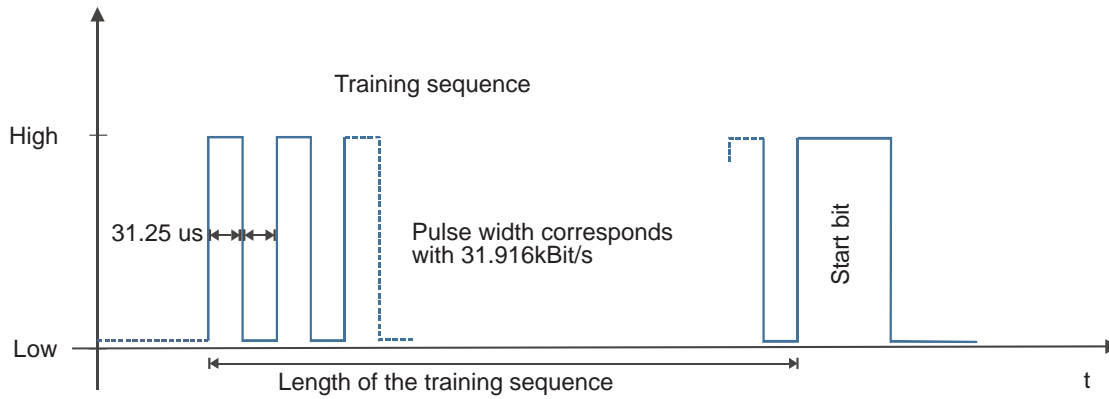 Training sequence
High
31.25 us
Pulse width corresponds
with 31.916kBit/s
Start bit
Low
Length of the training sequence
t